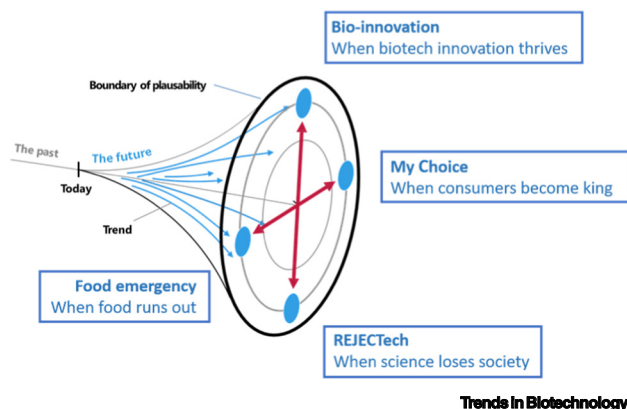 Bio-innovation
When biotech innovation thrives
Boundary of plausability
The past
The future
Today
My Choice
When consumers become king
Trend
Food emergency
When food runs out
REJECTech
When science loses society
Trends in Biotechnology